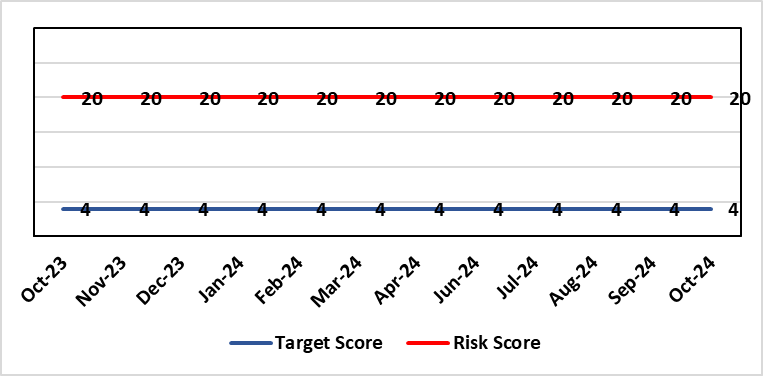 20 20 20 20 20 20 20 20 20 20 20 20
4 4 4 4 4 4 4 4 4 4 4 4
Oct-23 Nov-23 Dec-23 Jan-24 Feb-24 Mar-24 Apr-24 Jun-24 Jul-24 Aug-24 Sep-24 Oct-24
Target Score Risk Score